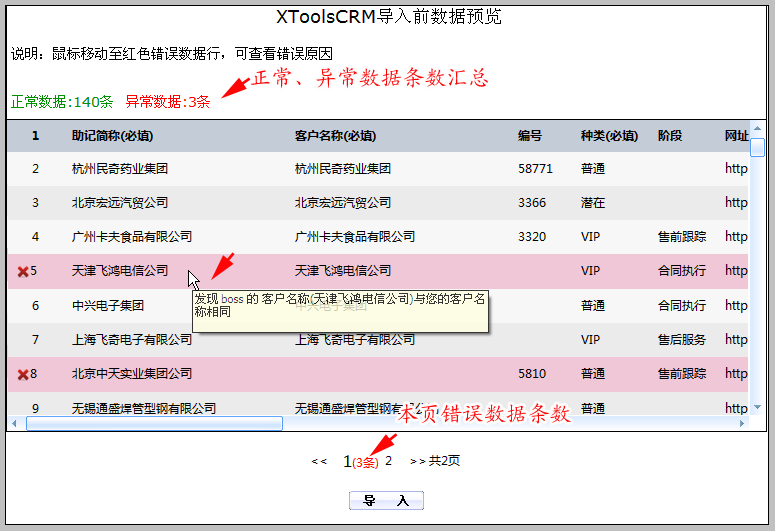 XToolsCRM导入前数据预览
说明：鼠标移动至红色错误数据行，可查看错误原因
正常、异常数据条数汇总
正常数据:140条 异常数据:3条
1 助记简称(必填) 客户名称(必填) 编号 种类(必填) 阶段 网址
2 杭州民奇药业集团 杭州民奇药业集团 58771 普通 http
3 北京宏远汽贸公司 北京宏远汽贸公司 3366 潜在 http
4 广州卡夫食品有限公司 广州卡夫食品有限公司 3320 VIP 售前跟踪 http
5 天津飞鸿电信公司 天津飞鸿电信公司 VIP 合同执行 http
发现 boss 的 客户名称(天津飞鸿电信公司)与您的客户名
称相同
6 中兴电子集团 中兴电子集团 普通 合同执行 http
7 上海飞奇电子有限公司 上海飞奇电子有限公司 VIP 售后服务 http
8 北京中天实业集团公司 5810 普通 售前跟踪 http
9 无锡通盛焊管型钢有限公司 无锡通盛焊管型钢有限公司 普通 http
本页错误数据条数
<< 1(3条) 2 >> 共2页
导 入